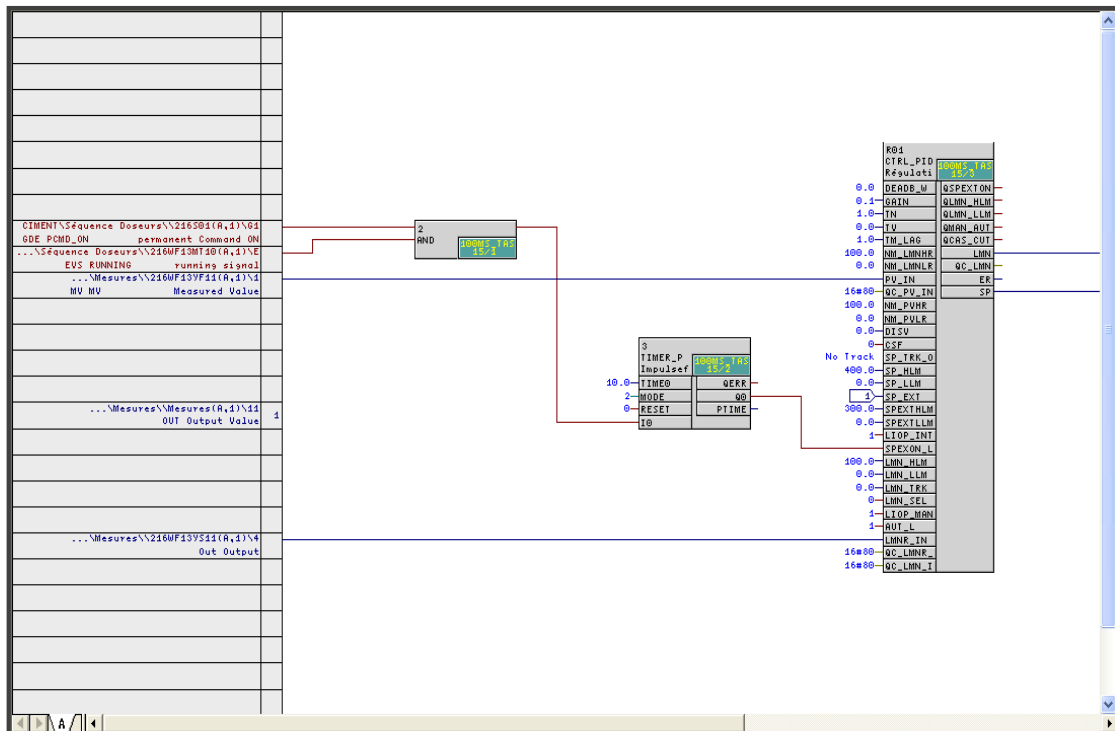 CIMENT\Séquence Doseurs\\216S01(A,1)\G1
GDE PCMD_ON permanent Command ON
...\Séquence Doseurs\\216WF13MT10(A,1)\E
EVS RUNNING running signal
...\Mesures\\216WF13YF11(A,1)\1
MV MV Measured Value
...\Mesures\\Mesures(A,1)\11
OUT Output Value
1
...\Mesures\\216WF13YS11(A,1)\4
Out Output
2
AND
100MS_TAS
15/1
3
TIMER_P
Impulsef
100MS_TAS
15/2
10.0 TIME0 QERR
2 MODE Q0
0 RESET PTIME
I0
R01
CTRL_PID
Régulati
100MS_TAS
15/3
0.0 DEADB_W QSPEXTON
0.1 GAIN QLMN_HLM
1.0 TN QLMN_LLM
0.0 TV QMAN_AUT
1.0 TM_LAG QCAS_CUT
100.0 NM_LMNHR LMN
0.0 NM_LMNLR QC_LMN
PV_IN ER
16#80 QC_PV_IN SP
100.0 NM_PVHR
0.0 NM_PVLR
0.0 DISV
0 CSF
No Track SP_TRK_O
400.0 SP_HLM
0.0 SP_LLM
1 SP_EXT
300.0 SPEXTHLM
0.0 SPEXTLLM
1 LIOP_INT
SPEXON_L
100.0 LMN_HLM
0.0 LMN_LLM
0.0 LMN_TRK
0 LMN_SEL
1 LIOP_MAN
1 AUT_L
LMNR_IN
16#80 QC_LMNR_
16#80 QC_LMN_I
A